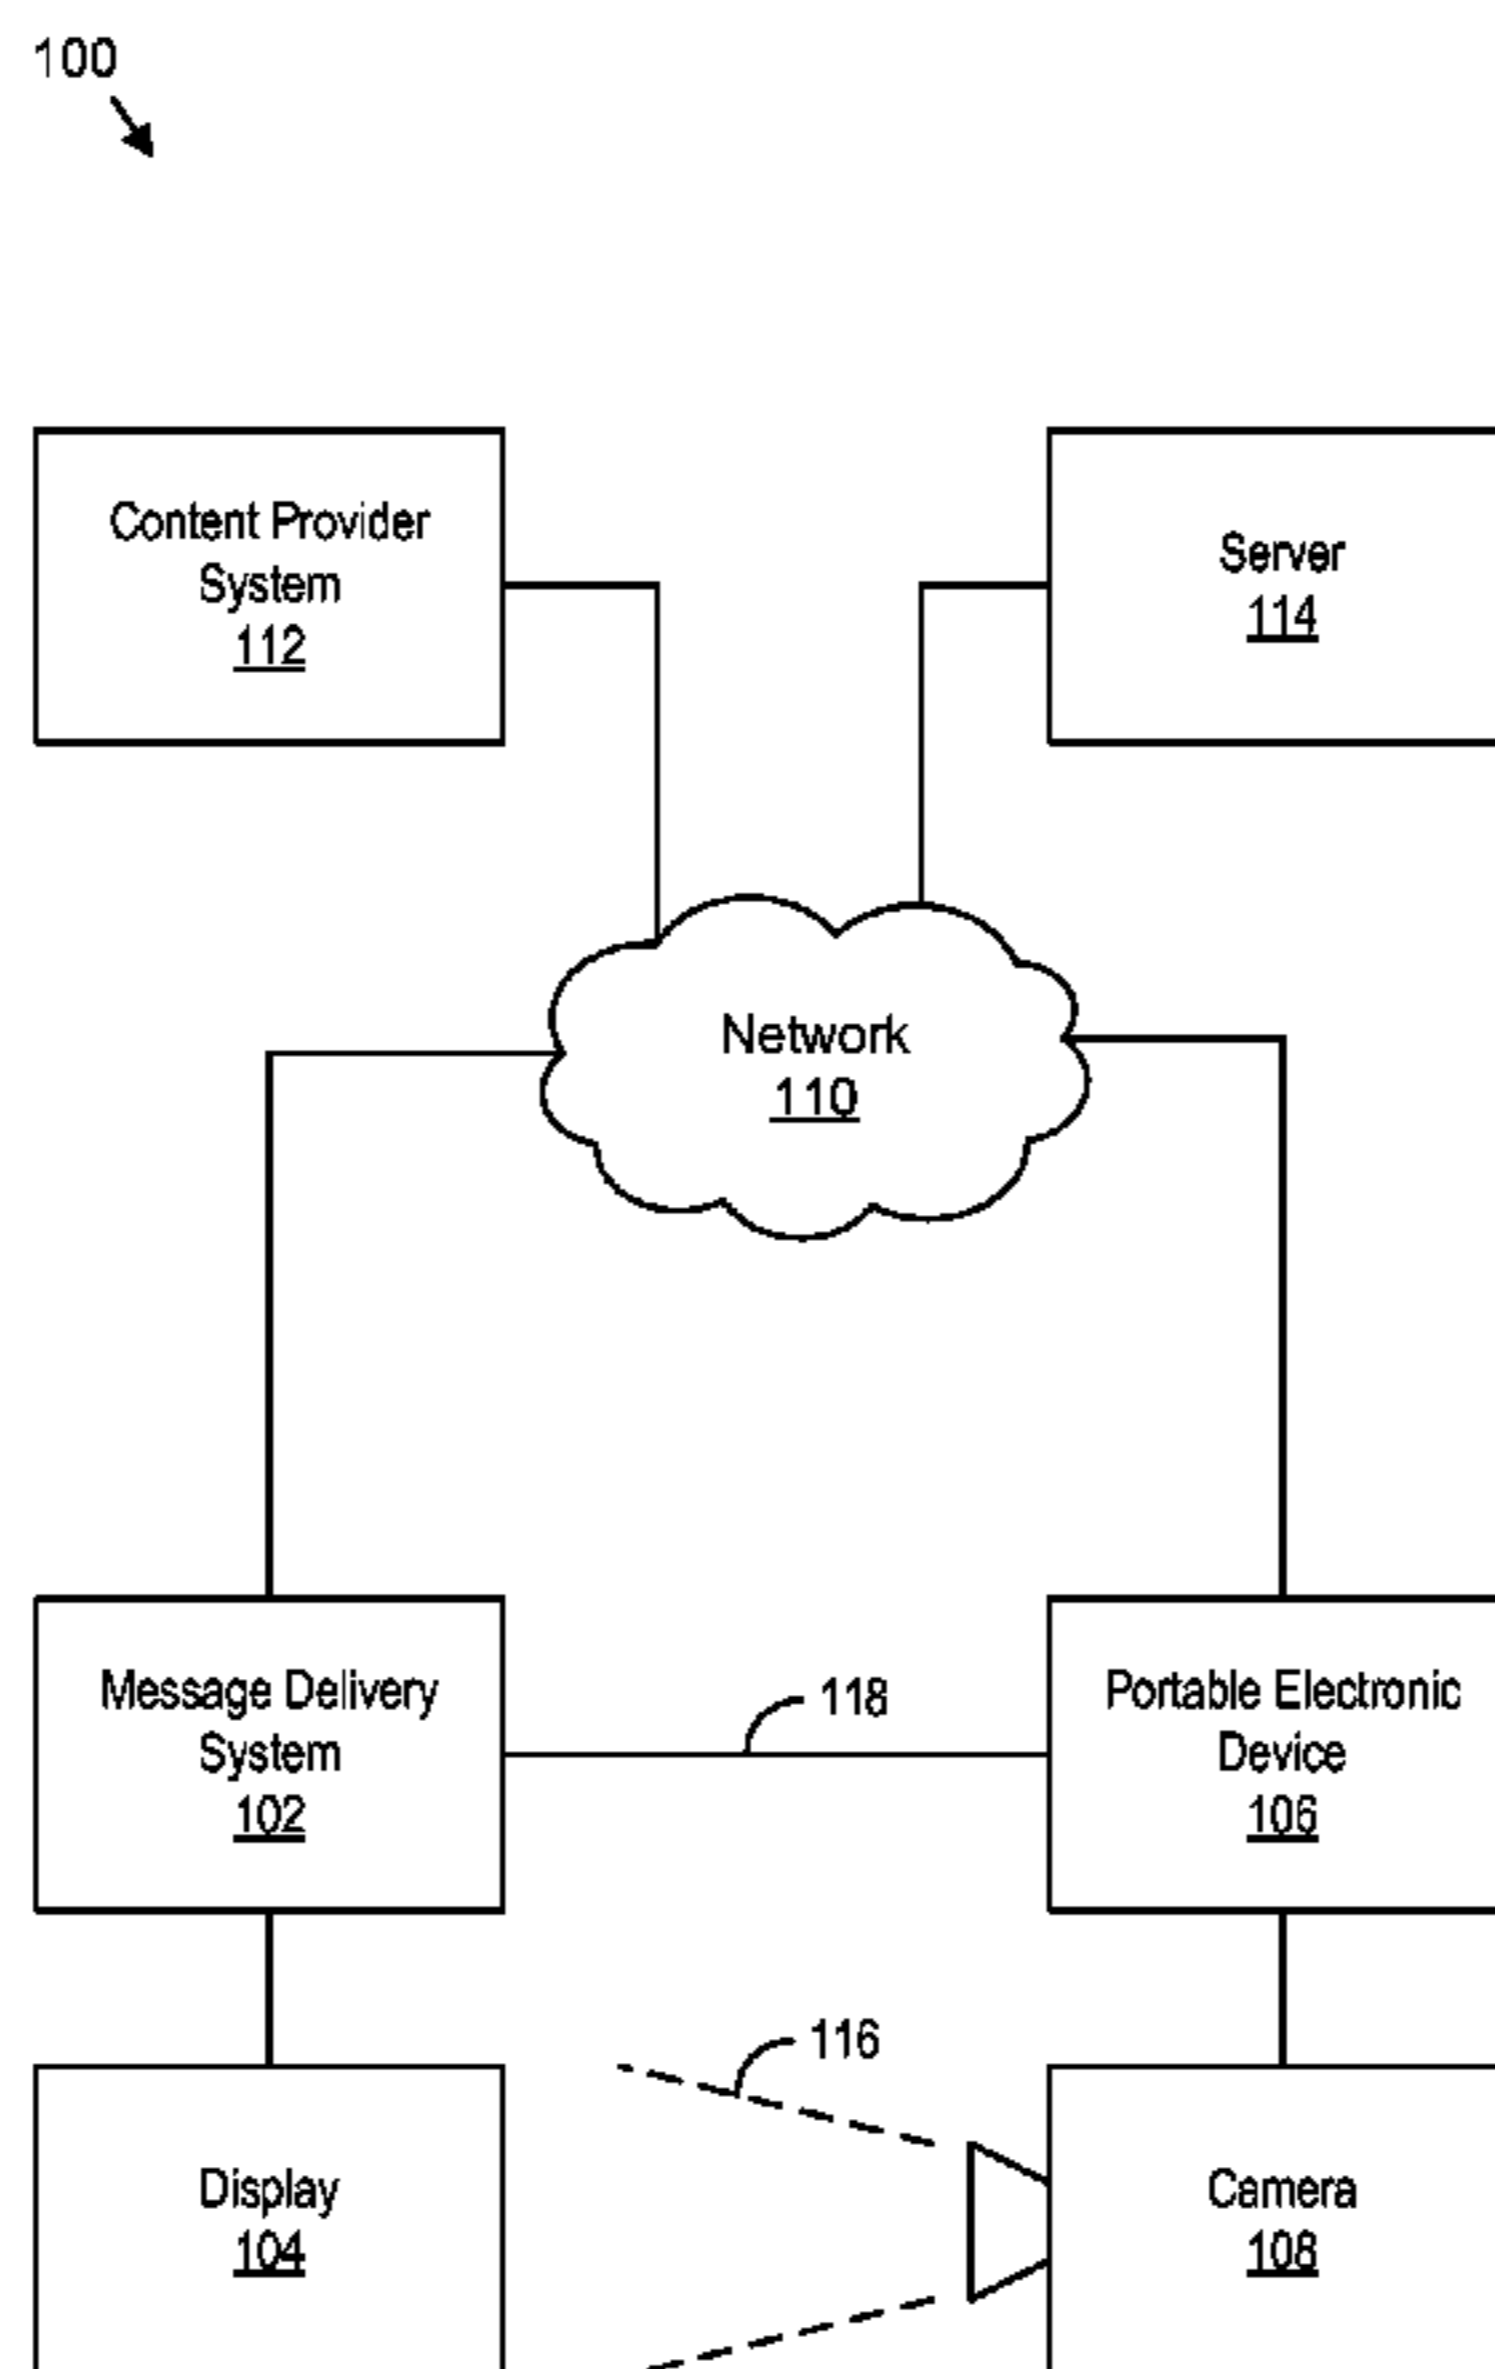 100
Content Provider
System
112
Server
114
Network
110
Message Delivery
System
102
118
Portable Electronic
Device
106
116
Display
104
Camera
108